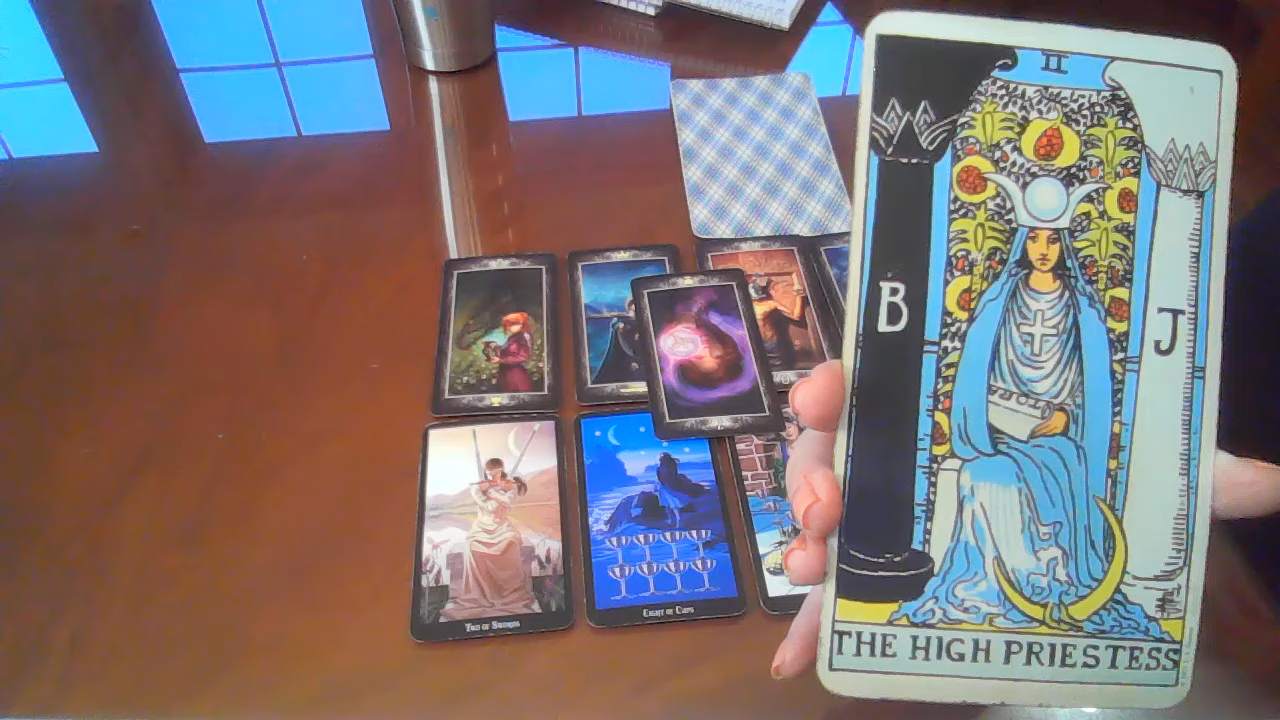 II
B
J
THE HIGH PRIESTESS
Two of Swords
Eight of Cups